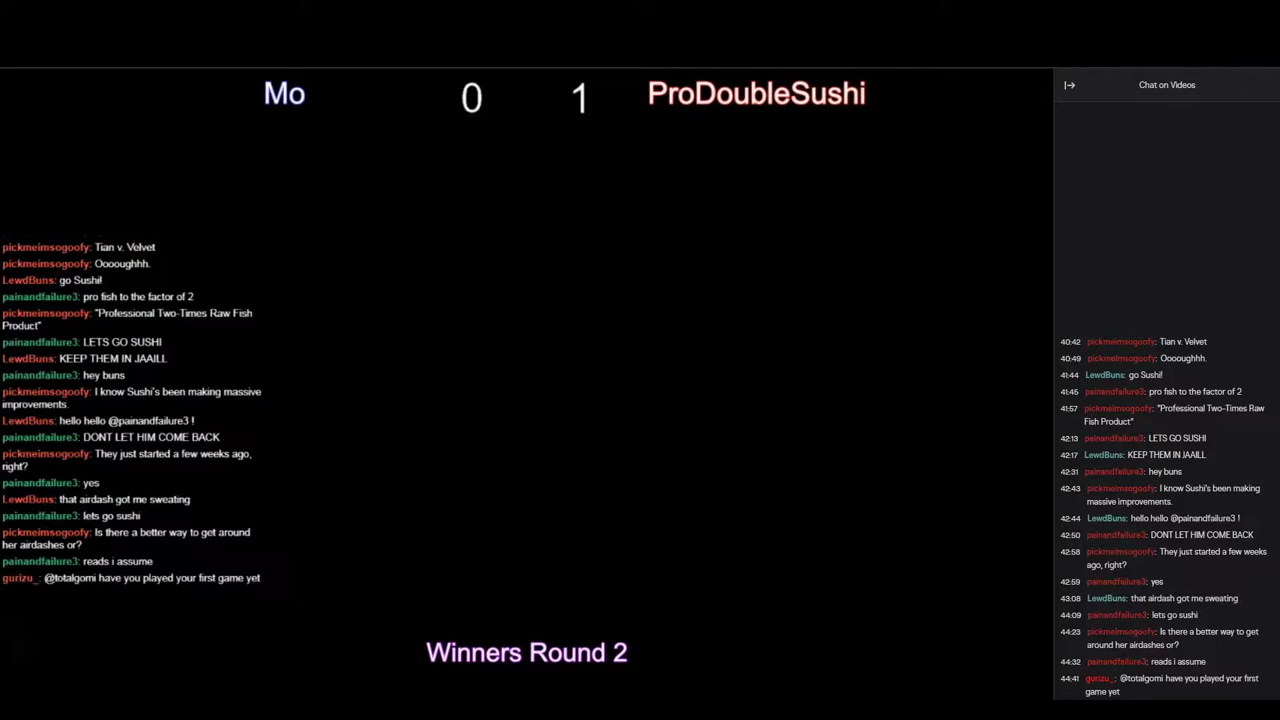 Mo 0 1 ProDoubleSushi
pickmeimsogoofy: Tian v. Velvet
pickmeimsogoofy: Ooooughhh.
LewdBuns: go Sushi!
painandfailure3: pro fish to the factor of 2
pickmeimsogoofy: "Professional Two-Times Raw Fish
Product"
painandfailure3: LETS GO SUSHI
LewdBuns: KEEP THEM IN JAAILL
painandfailure3: hey buns
pickmeimsogoofy: I know Sushi's been making massive
improvements.
LewdBuns: hello hello @painandfailure3 !
painandfailure3: DONT LET HIM COME BACK
pickmeimsogoofy: They just started a few weeks ago,
right?
painandfailure3: yes
LewdBuns: that airdash got me sweating
painandfailure3: lets go sushi
pickmeimsogoofy: Is there a better way to get around
her airdashes or?
painandfailure3: reads i assume
gurizu_: @totalgomi have you played your first game yet
Winners Round 2
Chat on Videos
40:42 pickmeimsogoofy: Tian v. Velvet
40:49 pickmeimsogoofy: Ooooughhh.
41:44 LewdBuns: go Sushi!
41:45 painandfailure3: pro fish to the factor of 2
41:57 pickmeimsogoofy: "Professional Two-Times Raw
Fish Product"
42:13 painandfailure3: LETS GO SUSHI
42:17 LewdBuns: KEEP THEM IN JAAILL
42:31 painandfailure3: hey buns
42:43 pickmeimsogoofy: I know Sushi's been making
massive improvements.
42:44 LewdBuns: hello hello @painandfailure3 !
42:50 painandfailure3: DONT LET HIM COME BACK
42:58 pickmeimsogoofy: They just started a few weeks
ago, right?
42:59 painandfailure3: yes
43:08 LewdBuns: that airdash got me sweating
44:09 painandfailure3: lets go sushi
44:23 pickmeimsogoofy: Is there a better way to get
around her airdashes or?
44:32 painandfailure3: reads i assume
44:41 gurizu_: @totalgomi have you played your first
game yet